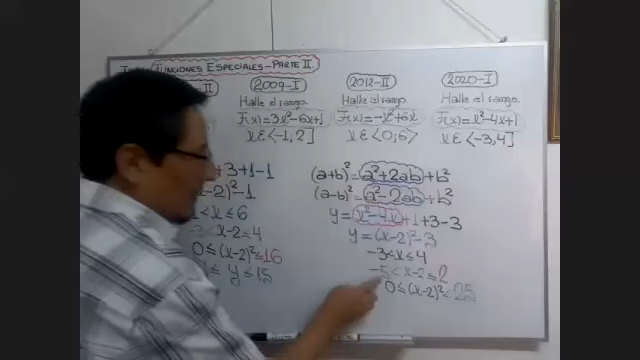 FUNCIONES ESPECIALES - PARTE II
II
2009-I
Halle el rango.
F(x)=3x²-6x+1
x∈<-1, 2]
2012-II
Halle el rango.
F(x)=-x²+6x
x∈<0;6>
2020-I
Halle el rango.
F(x)=x²-4x+1
x∈<-3,4]
+3+1-1
-2)²-1
<x≤6
x-2≤4
0≤(x-2)²≤16
≤ y≤15
(a+b)²=a²+2ab+b²
(a-b)²=a²-2ab+b²
y=x²-4x+1+3-3
y=(x-2)²-3
-3<x≤4
-5<x-2≤2
0≤(x-2)²<25